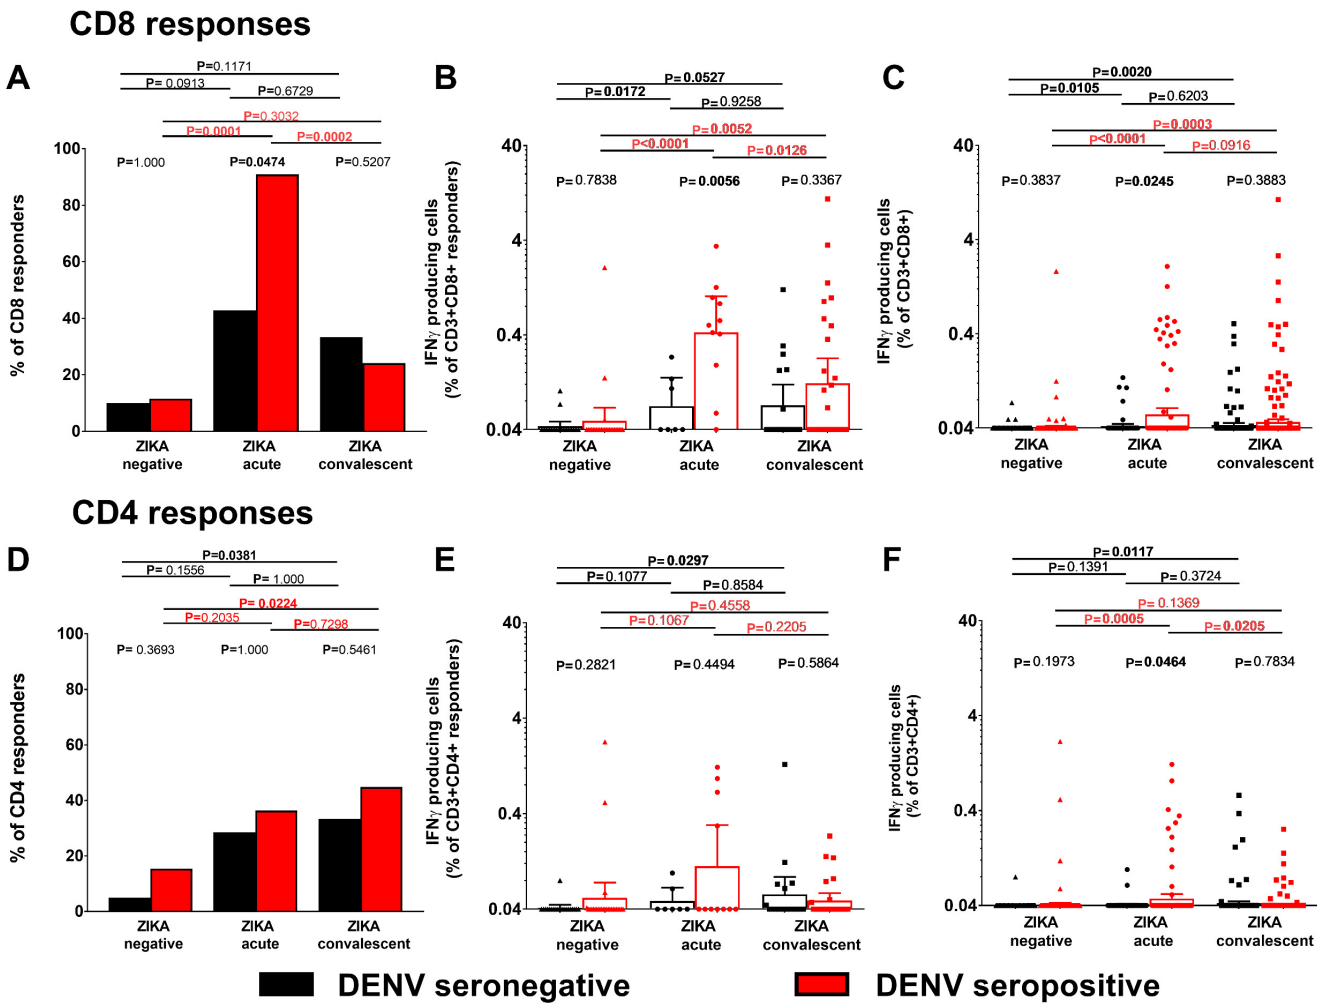 CD8 responses
A
P=0.1171
P= 0.0913
P=0.6729
P=0.3032
P=0.0001
P=0.0002
P=1.000
P=0.0474
P=0.5207
100
80
60
40
20
0
% of CD8 responders
ZIKA negative
ZIKA acute
ZIKA convalescent
B
P= 0.0527
P=0.0172
P=0.9258
P=0.0052
P<0.0001
P=0.0126
P=0.7838
P=0.0056
P=0.3367
40
4
0.4
0.04
IFNγ producing cells
(% of CD3+CD8+ responders)
ZIKA negative
ZIKA acute
ZIKA convalescent
C
P=0.0020
P=0.0105
P=0.6203
P=0.0003
P<0.0001
P=0.0916
P=0.3837
P=0.0245
P=0.3883
40
4
0.4
0.04
IFNγ producing cells
(% of CD3+CD8+)
ZIKA negative
ZIKA acute
ZIKA convalescent
CD4 responses
D
P=0.0381
P=0.1556
P= 1.000
P= 0.0224
P=0.2035
P=0.7298
P= 0.3693
P=1.000
P=0.5461
100
80
60
40
20
0
% of CD4 responders
ZIKA negative
ZIKA acute
ZIKA convalescent
E
P=0.0297
P=0.1077
P=0.8584
P=0.4558
P=0.1067
P=0.2205
P=0.2821
P=0.4494
P=0.5864
40
4
0.4
0.04
IFNγ producing cells
(% of CD3+CD4+ responders)
ZIKA negative
ZIKA acute
ZIKA convalescent
F
P=0.0117
P=0.1391
P=0.3724
P= 0.1369
P=0.0005
P=0.0205
P=0.1973
P=0.0464
P=0.7834
40
4
0.4
0.04
IFNγ producing cells
(% of CD3+CD4+)
ZIKA negative
ZIKA acute
ZIKA convalescent
DENV seronegative
DENV seropositive